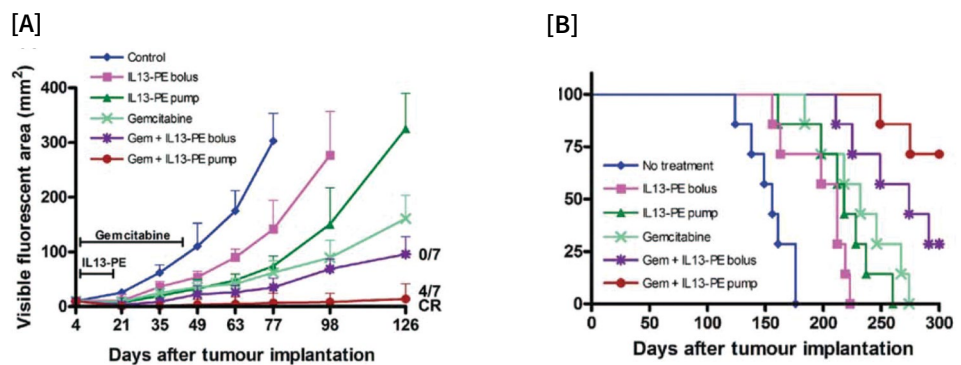 [A]
Control
IL13-PE bolus
IL13-PE pump
Gemcitabine
Gem + IL13-PE bolus
Gem + IL13-PE pump
Visible fluorescent area (mm²)
400
300
200
100
0
Gemcitabine
IL13-PE
0/7
4/7
CR
4 21 35 49 63 77 98 126
Days after tumour implantation
[B]
100
75
50
25
0
No treatment
IL13-PE bolus
IL13-PE pump
Gemcitabine
Gem + IL13-PE bolus
Gem + IL13-PE pump
0 50 100 150 200 250 300
Days after tumour implantation